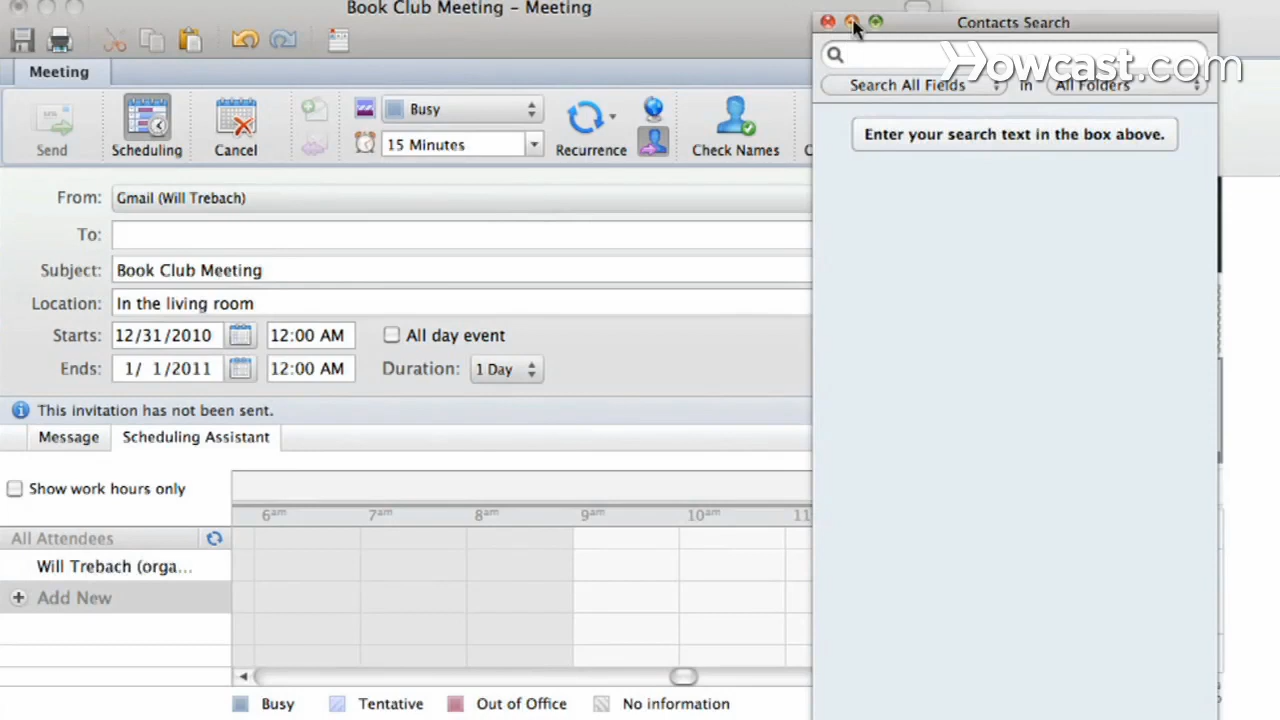 Book Club Meeting - Meeting
Contacts Search
Howcast.com
Meeting
Search All Fields in All Folders
Send Scheduling Cancel Busy 15 Minutes Recurrence Check Names
Enter your search text in the box above.
From: Gmail (Will Trebach)
To:
Subject: Book Club Meeting
Location: In the living room
Starts: 12/31/2010 12:00 AM All day event
Ends: 1/ 1/2011 12:00 AM Duration: 1 Day
This invitation has not been sent.
Message Scheduling Assistant
Show work hours only
6am 7am 8am 9am 10am 11
All Attendees
Will Trebach (orga...
Add New
Busy Tentative Out of Office No information